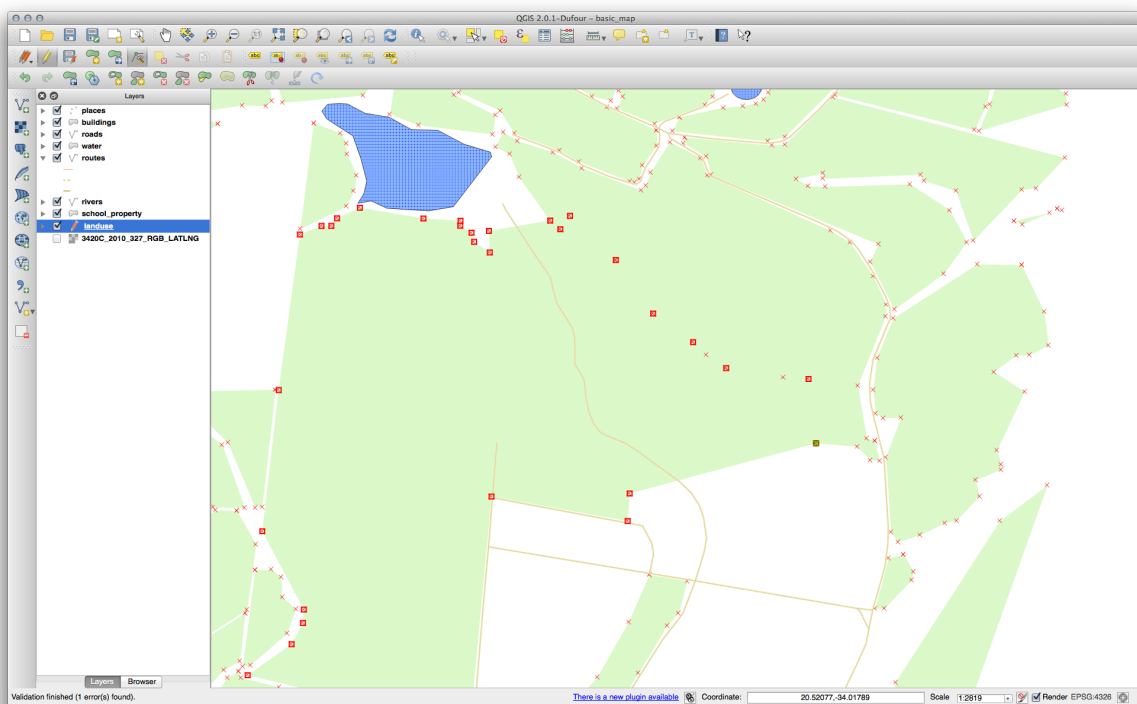 QGIS 2.0.1-Dufour – basic_map
Layers
places
buildings
roads
water
routes
rivers
school_property
landuse
3420C_2010_327_RGB_LATLNG
Layers Browser
Validation finished (1 error(s) found). There is a new plugin available Coordinate: 20.52077,-34.01789 Scale 1:2819 Render EPSG:4326